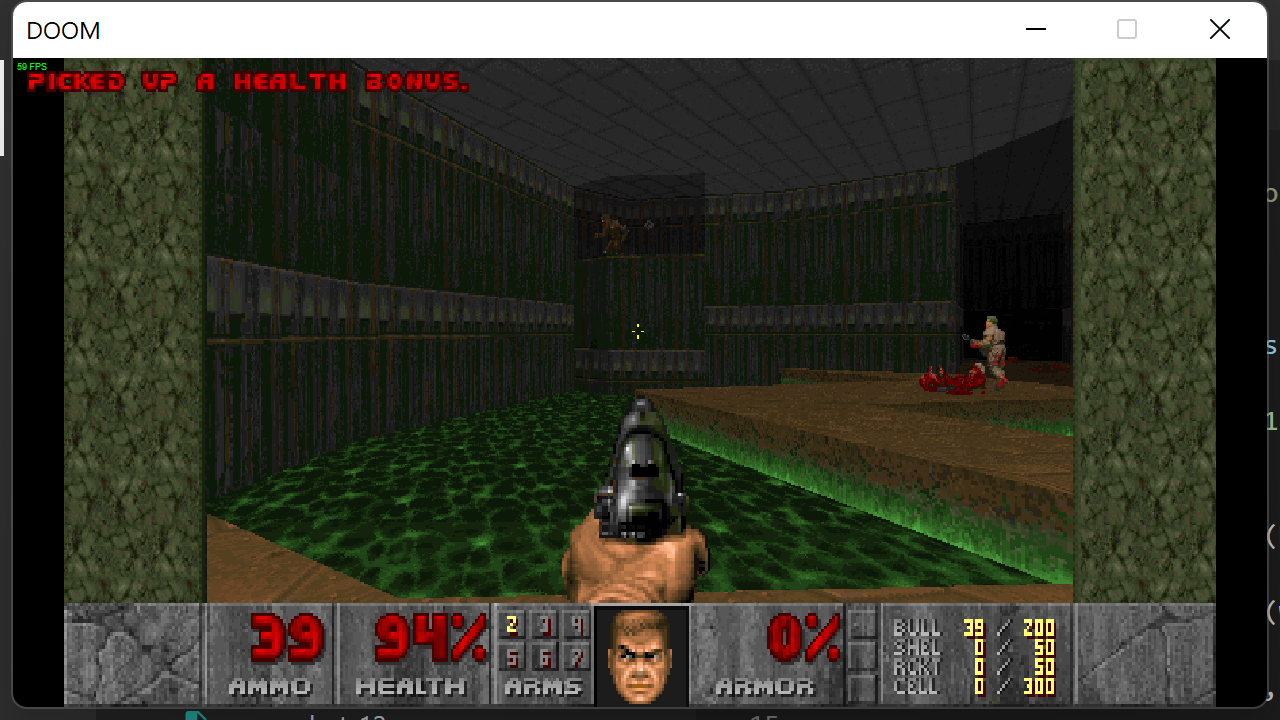 DOOM
59 FPS
PICKED UP A HEALTH BONUS.
39 94% 2 3 4 0% BULL 39 / 200
SHEL 0 / 50
5 6 7 RCKT 0 / 50
AMMO HEALTH ARMS ARMOR CELL 0 / 300